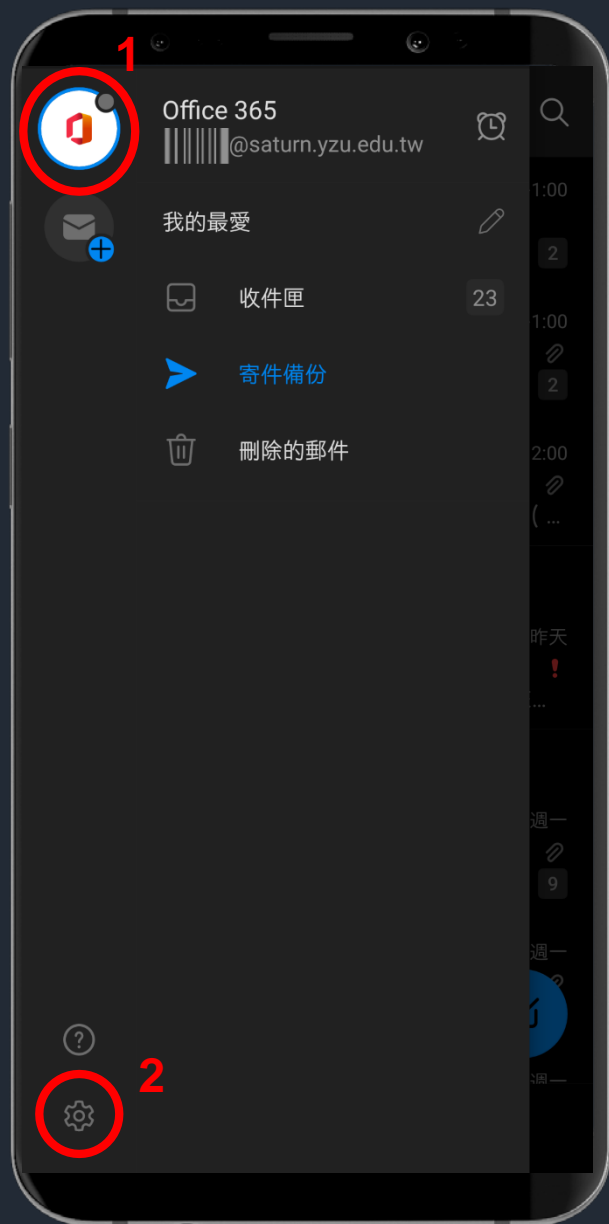 1
Office 365
@saturn.yzu.edu.tw
1:00
我的最愛
2
收件匣 23
1:00
2
寄件備份
刪除的郵件
2:00
( ...
昨天
!
...
週一
9
週一
2
週一